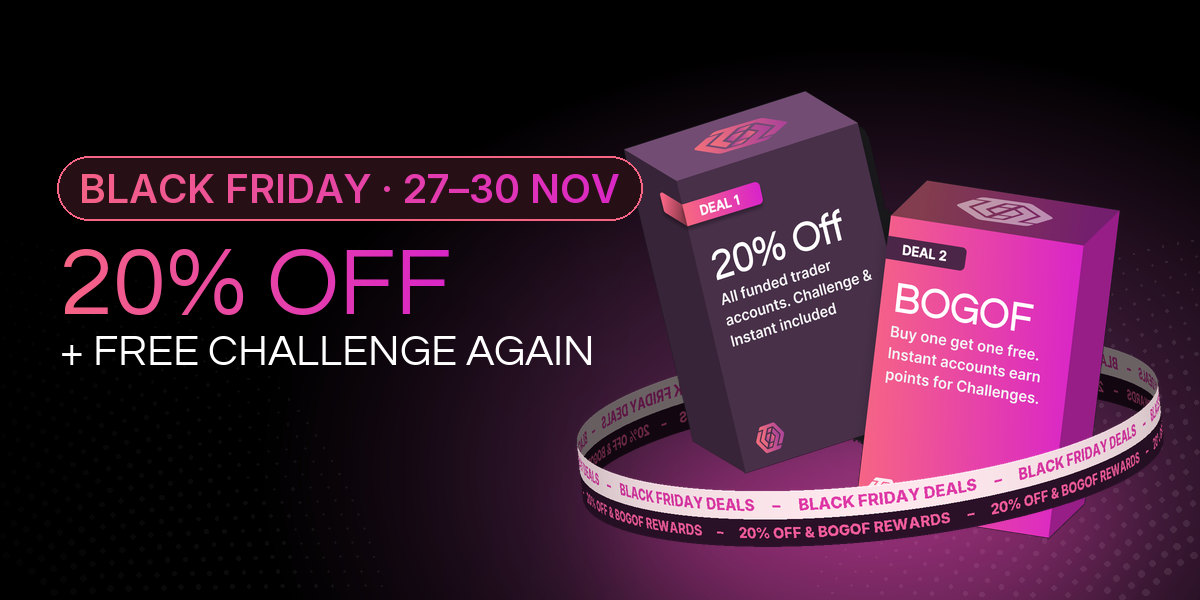 BLACK FRIDAY · 27–30 NOV
20% OFF
+ FREE CHALLENGE AGAIN
DEAL 1
20% Off
All funded trader
accounts. Challenge &
Instant included
DEAL 2
BOGOF
Buy one get one free.
Instant accounts earn
points for Challenges.
BLACK FRIDAY DEALS – BLACK FRIDAY DEALS – BLACK FRIDAY DEALS
20% OFF & BOGOF REWARDS – 20% OFF & BOGOF REWARDS – 20% OFF & BOGOF REWARDS